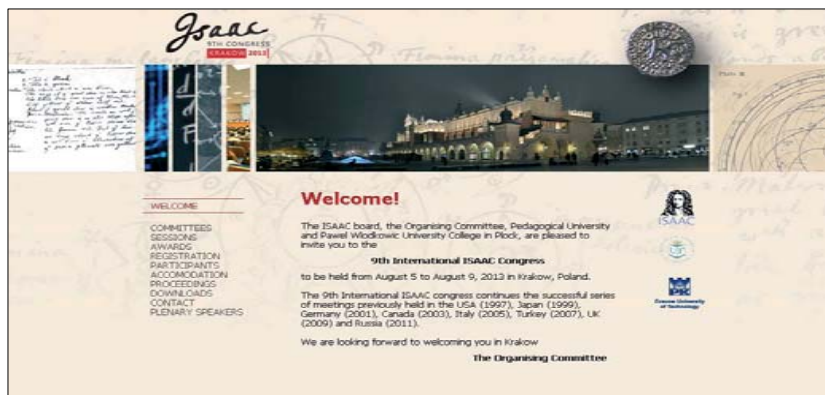 Isaac
9TH CONGRESS
KRAKOW 2013
WELCOME
COMMITTEES
SESSIONS
AWARDS
REGISTRATION
PARTICIPANTS
ACCOMODATION
PROCEEDINGS
DOWNLOADS
CONTACT
PLENARY SPEAKERS
Welcome!
The ISAAC board, the Organising Committee, Pedagogical University
and Pawel Wlodkowic University College in Plock, are pleased to
invite you to the
9th International ISAAC Congress
to be held from August 5 to August 9, 2013 in Krakow, Poland.
The 9th International ISAAC congress continues the successful series
of meetings previously held in the USA (1997), Japan (1999),
Germany (2001), Canada (2003), Italy (2005), Turkey (2007), UK
(2009) and Russia (2011).
We are looking forward to welcoming you in Krakow
The Organising Committee
ISAAC
PK
Cracow University
of Technology